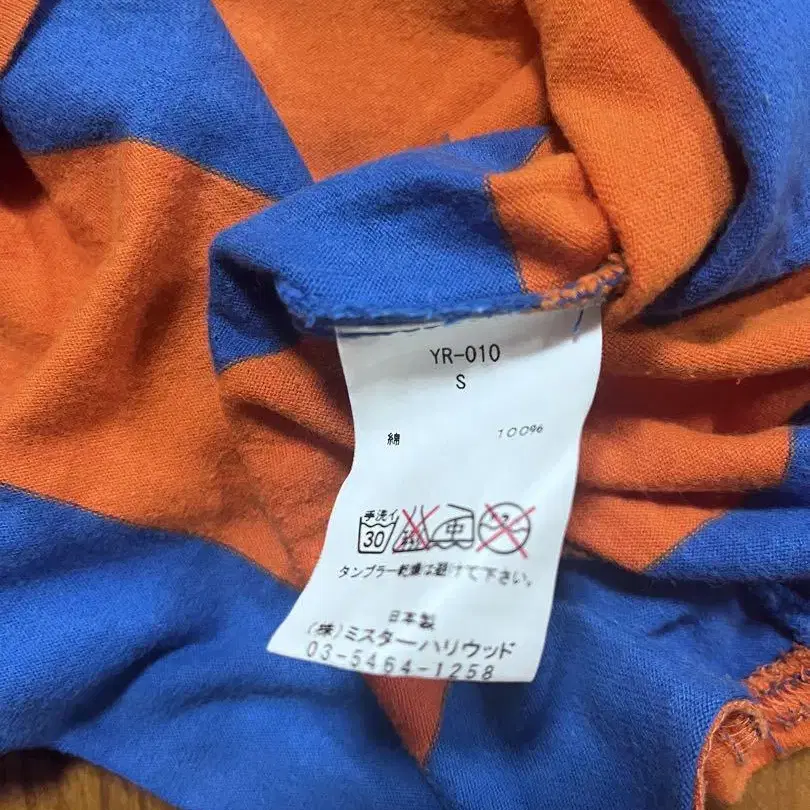 YR-010
S
綿 100%
手洗イ
30 中
タンブラー乾燥は避けて下さい。
日本製
(株)ミスターハリウッド
03-5464-1258